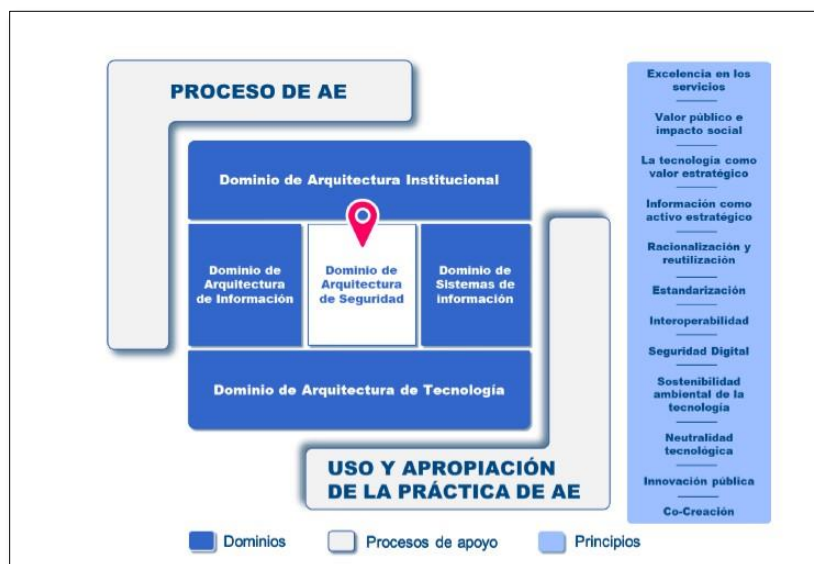 PROCESO DE AE
Dominio de Arquitectura Institucional
Dominio de
Arquitectura
de Información
Dominio de
Arquitectura
de Seguridad
Dominio de
Sistemas de
información
Dominio de Arquitectura de Tecnología
USO Y APROPIACIÓN
DE LA PRÁCTICA DE AE
Excelencia en los
servicios
Valor público e
impacto social
La tecnología como
valor estratégico
Información como
activo estratégico
Racionalización y
reutilización
Estandarización
Interoperabilidad
Seguridad Digital
Sostenibilidad
ambiental de la
tecnología
Neutralidad
tecnológica
Innovación pública
Co-Creación
Dominios
Procesos de apoyo
Principios